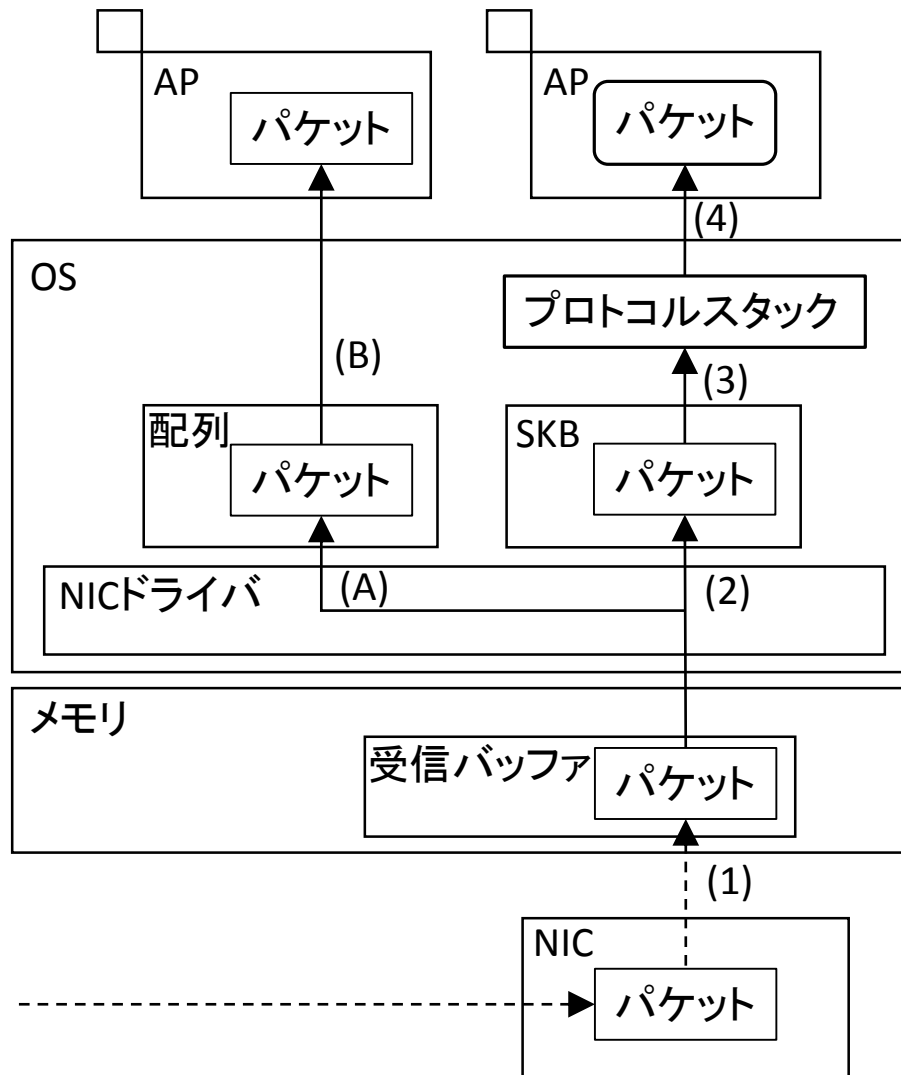 AP
パケット
AP
パケット
(4)
OS
プロトコルスタック
(B)
(3)
配列
パケット
SKB
パケット
NICドライバ
(A)
(2)
メモリ
受信バッファ
パケット
(1)
NIC
パケット